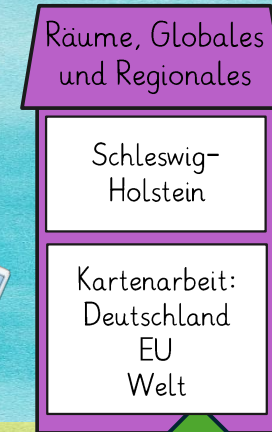 Räume, Globales
und Regionales
Schleswig-
Holstein
Kartenarbeit:
Deutschland
EU
Welt